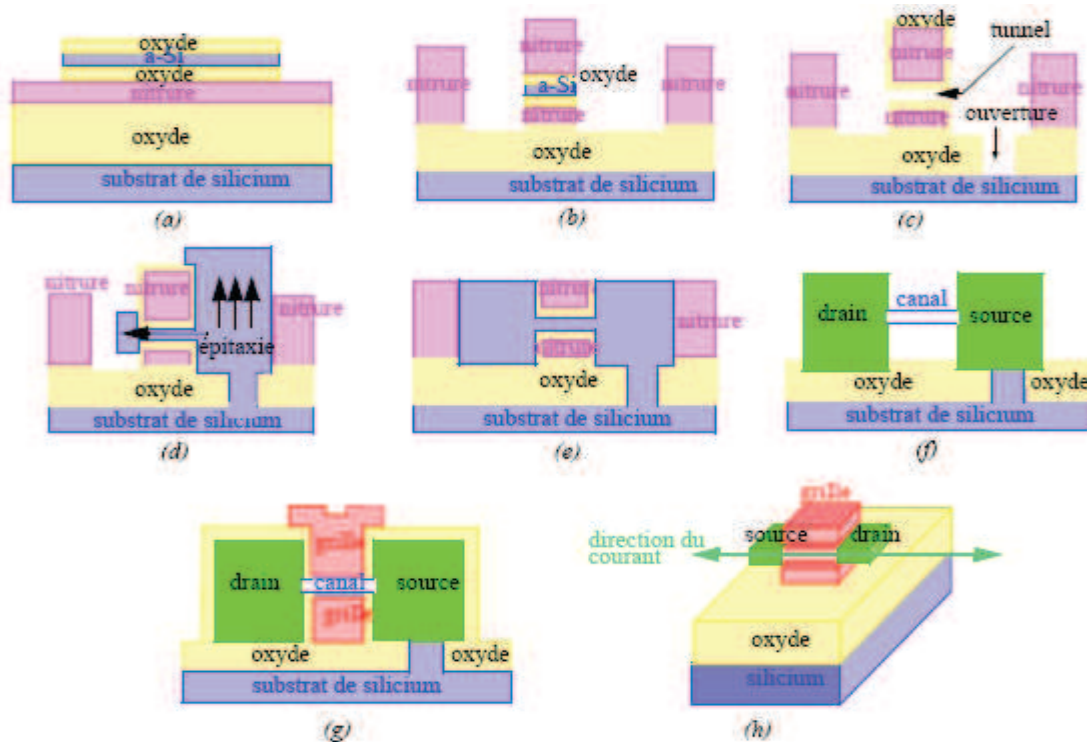 oxyde
a-Si
oxyde
nitrure
oxyde
substrat de silicium
(a)
nitrure
nitrure
nitrure
a-Si
oxyde
nitrure
oxyde
substrat de silicium
(b)
oxyde
tunnel
nitrure
nitrure
nitrure
ouverture
nitrure
oxyde
substrat de silicium
(c)
nitrure
nitrure
nitrure
épitaxie
oxyde
substrat de silicium
(d)
nitrure
nitrure
nitrure
nitrure
oxyde
substrat de silicium
(e)
drain
canal
source
oxyde
oxyde
substrat de silicium
(f)
grille
drain
canal
source
grille
oxyde
oxyde
substrat de silicium
(g)
grille
direction du
courant
source
drain
oxyde
silicium
(h)